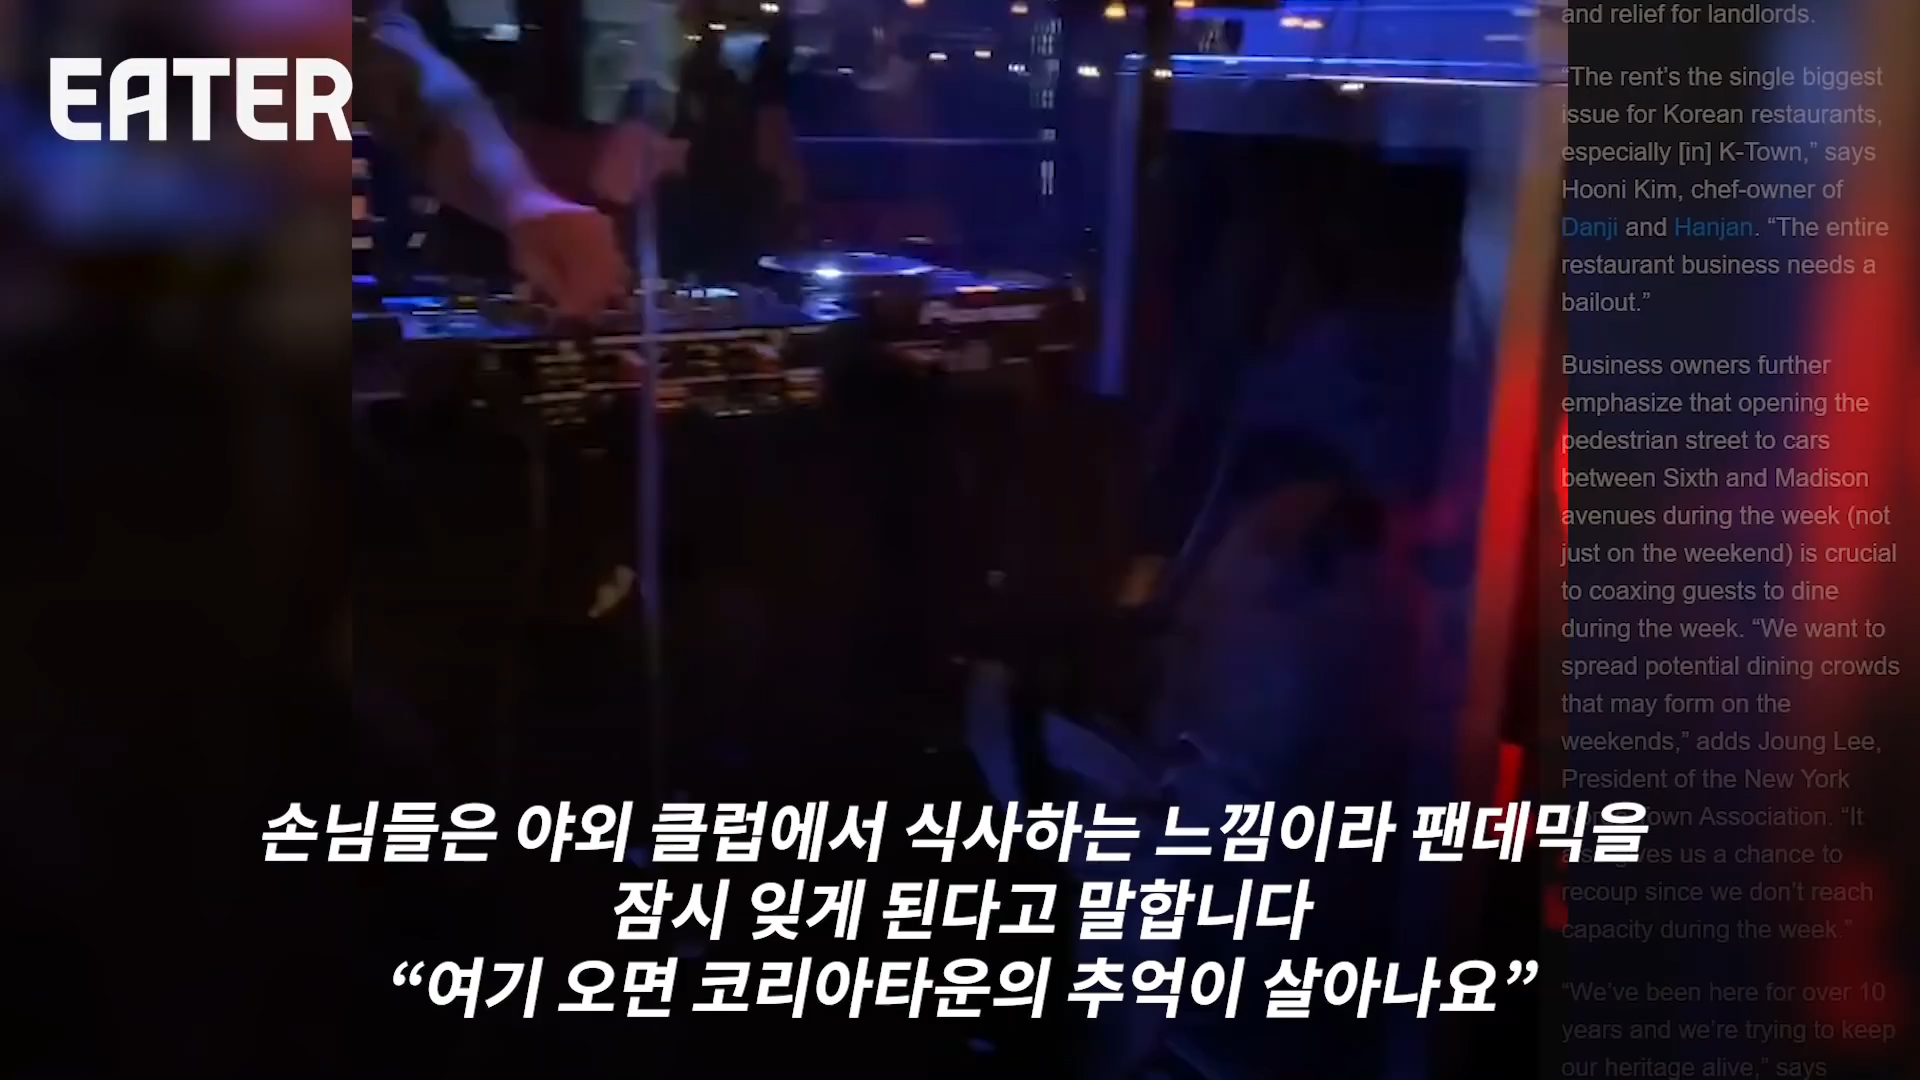 EATER
Pioneer
and relief for landlords.
“The rent’s the single biggest
issue for Korean restaurants,
especially [in] K-Town,” says
Hooni Kim, chef-owner of
Danji and Hanjan. “The entire
restaurant business needs a
bailout.”
Business owners further
emphasize that opening the
pedestrian street to cars
between Sixth and Madison
avenues during the week (not
just on the weekend) is crucial
to coaxing guests to dine
during the week. “We want to
spread potential dining crowds
that may form on the
weekends,” adds Joung Lee,
President of the New York
Association. “It
us a chance to
recoup since we don’t reach
capacity during the week.”
“We’ve been here for over 10
years and we’re trying to keep
our heritage alive,” says
손님들은 야외 클럽에서 식사하는 느낌이라 팬데믹을
잠시 잊게 된다고 말합니다
“여기 오면 코리아타운의 추억이 살아나요”